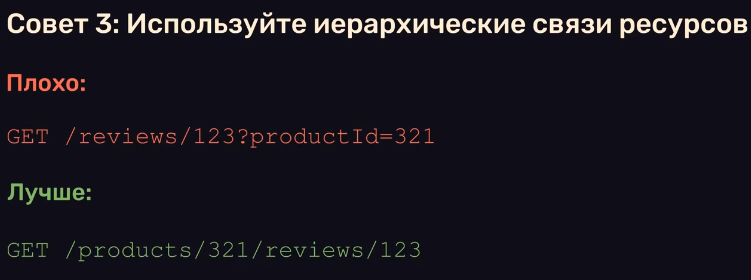 Совет 3: Используйте иерархические связи ресурсов
Плохо:
GET /reviews/123?productId=321
Лучше:
GET /products/321/reviews/123